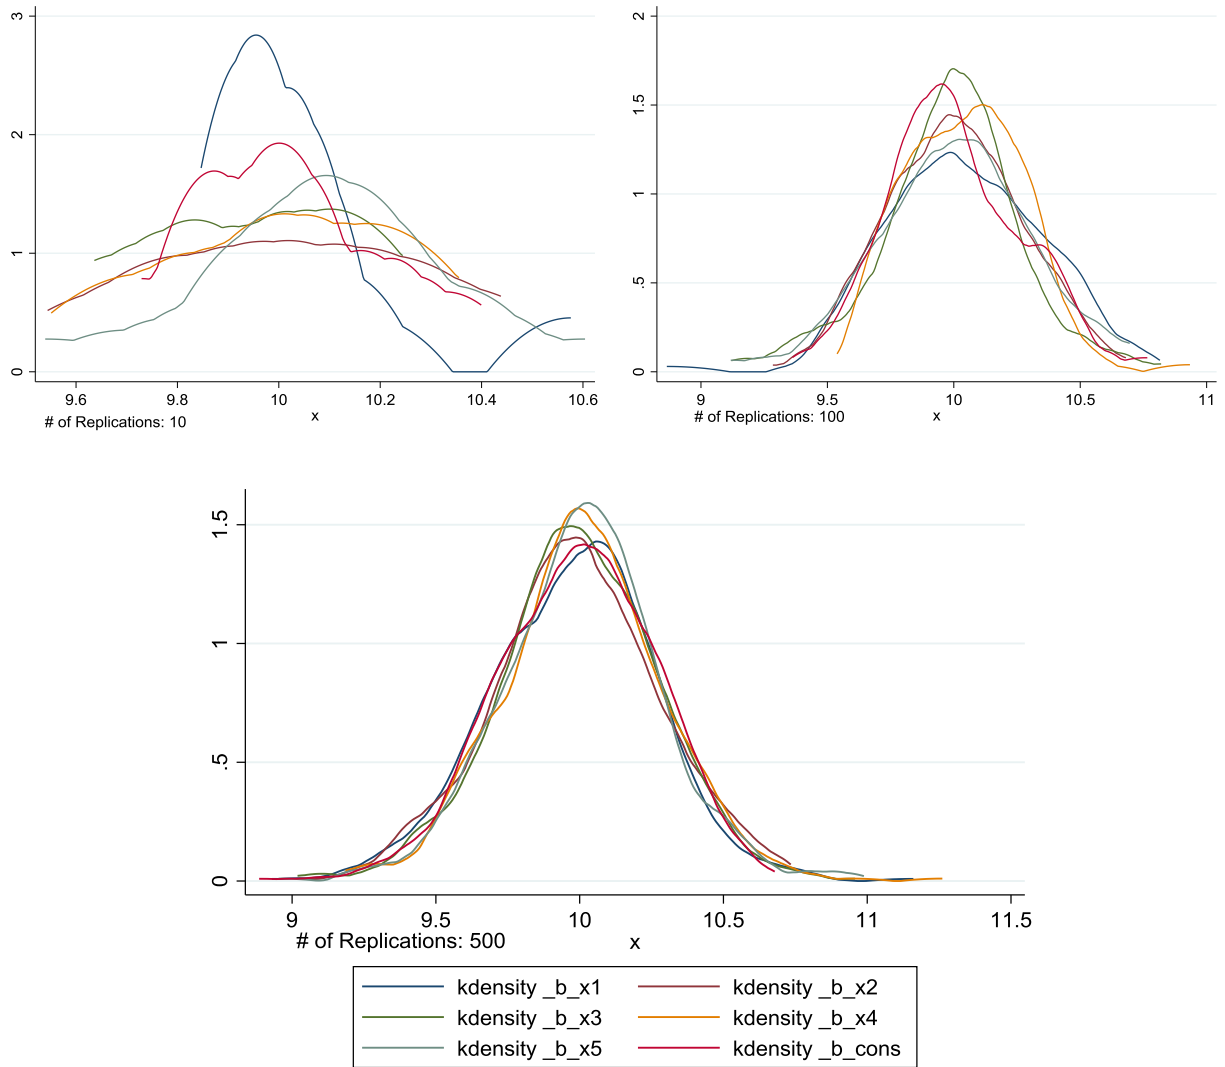 3
2
1
0
9.6 9.8 10 10.2 10.4 10.6
x
# of Replications: 10
2
1.5
1
.5
0
9 9.5 10 10.5 11
x
# of Replications: 100
1.5
1
.5
0
9 9.5 10 10.5 11 11.5
x
# of Replications: 500
kdensity _b_x1 kdensity _b_x2
kdensity _b_x3 kdensity _b_x4
kdensity _b_x5 kdensity _b_cons